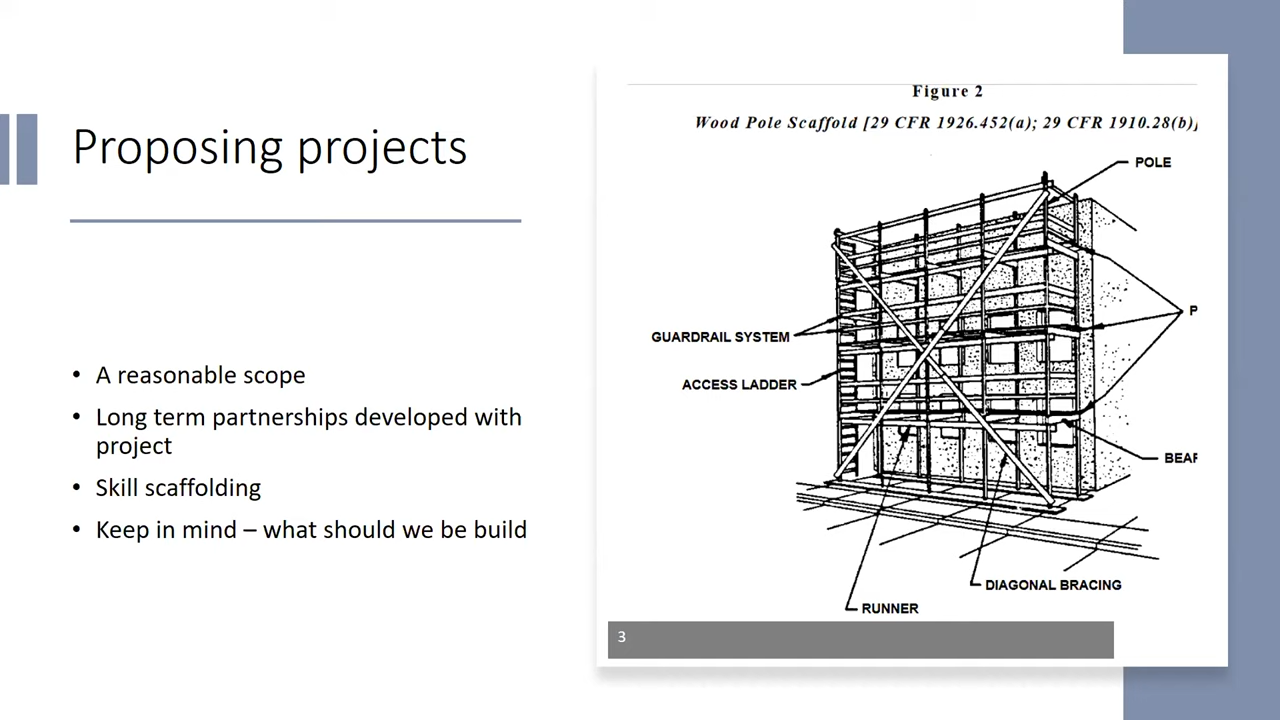 Proposing projects
• A reasonable scope
• Long term partnerships developed with
project
• Skill scaffolding
• Keep in mind – what should we be build
Figure 2
Wood Pole Scaffold [29 CFR 1926.452(a); 29 CFR 1910.28(b)]
POLE
P
GUARDRAIL SYSTEM
ACCESS LADDER
BEAR
DIAGONAL BRACING
RUNNER
3